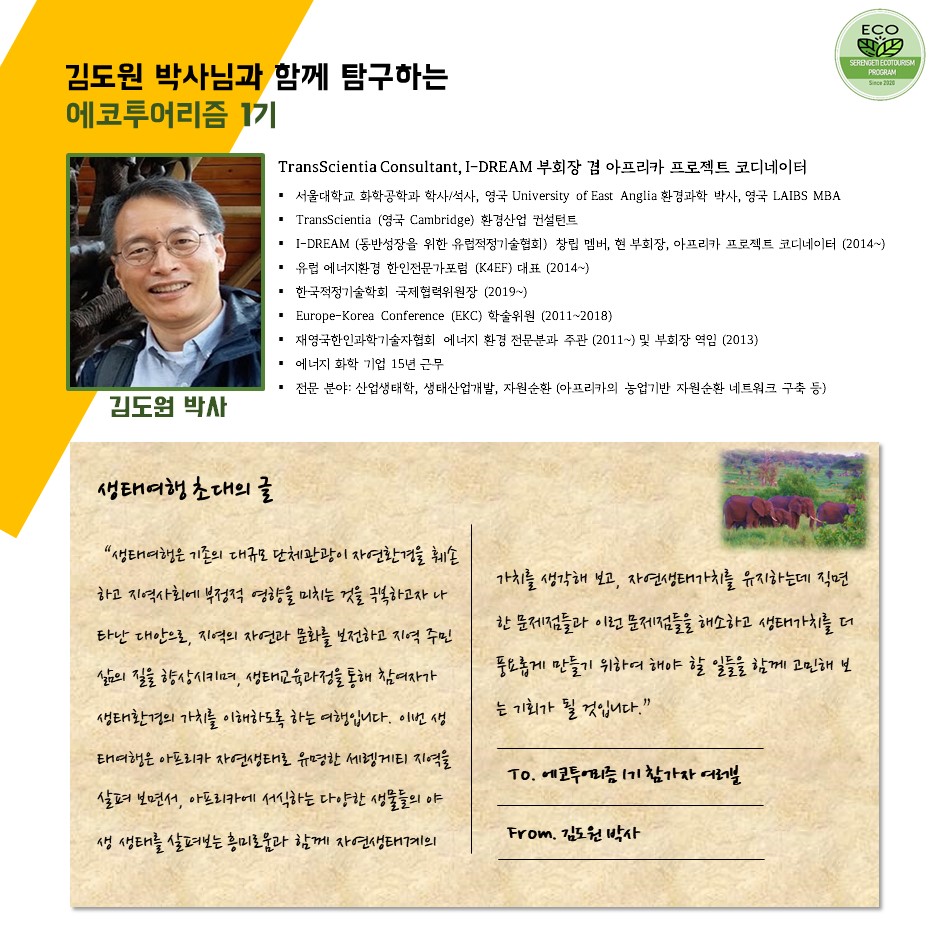 ECO
SERENGETI ECOTOURISM
PROGRAM
Since 2020
김도원 박사님과 함께 탐구하는
에코투어리즘 1기
TransScientia Consultant, I-DREAM 부회장 겸 아프리카 프로젝트 코디네이터
▪ 서울대학교 화학공학과 학사/석사, 영국 University of East Anglia 환경과학 박사, 영국 LAIBS MBA
▪ TransScientia (영국 Cambridge) 환경산업 컨설턴트
▪ I-DREAM (동반성장을 위한 유럽적정기술협회) 창립 멤버, 현 부회장, 아프리카 프로젝트 코디네이터 (2014~)
▪ 유럽 에너지환경 한인전문가포럼 (K4EF) 대표 (2014~)
▪ 한국적정기술학회 국제협력위원장 (2019~)
▪ Europe-Korea Conference (EKC) 학술위원 (2011~2018)
▪ 재영국한인과학기술자협회 에너지 환경 전문분과 주관 (2011~) 및 부회장 역임 (2013)
▪ 에너지 화학 기업 15년 근무
▪ 전문 분야: 산업생태학, 생태산업개발, 자원순환 (아프리카의 농업기반 자원순환 네트워크 구축 등)
김도원 박사
생태여행 초대의 글
“생태여행은 기존의 대규모 단체관광이 자연환경을 훼손
하고 지역사회에 부정적 영향을 미치는 것을 극복하고자 나
타난 대안으로, 지역의 자연과 문화를 보전하고 지역 주민
삶의 질을 향상시키며, 생태교육과정을 통해 참여자가
생태환경의 가치를 이해하도록 하는 여행입니다. 이번 생
태여행은 아프리카 자연생태로 유명한 세렝게티 지역을
살펴 보면서, 아프리카에 서식하는 다양한 생물들의 야
생 생태를 살펴보는 흥미로움과 함께 자연생태계의
가치를 생각해 보고, 자연생태가치를 유지하는데 직면
한 문제점들과 이런 문제점들을 해소하고 생태가치를 더
풍요롭게 만들기 위하여 해야 할 일들을 함께 고민해 보
는 기회가 될 것입니다.”
To. 에코투어리즘 1기 참가자 여러분
From. 김도원 박사